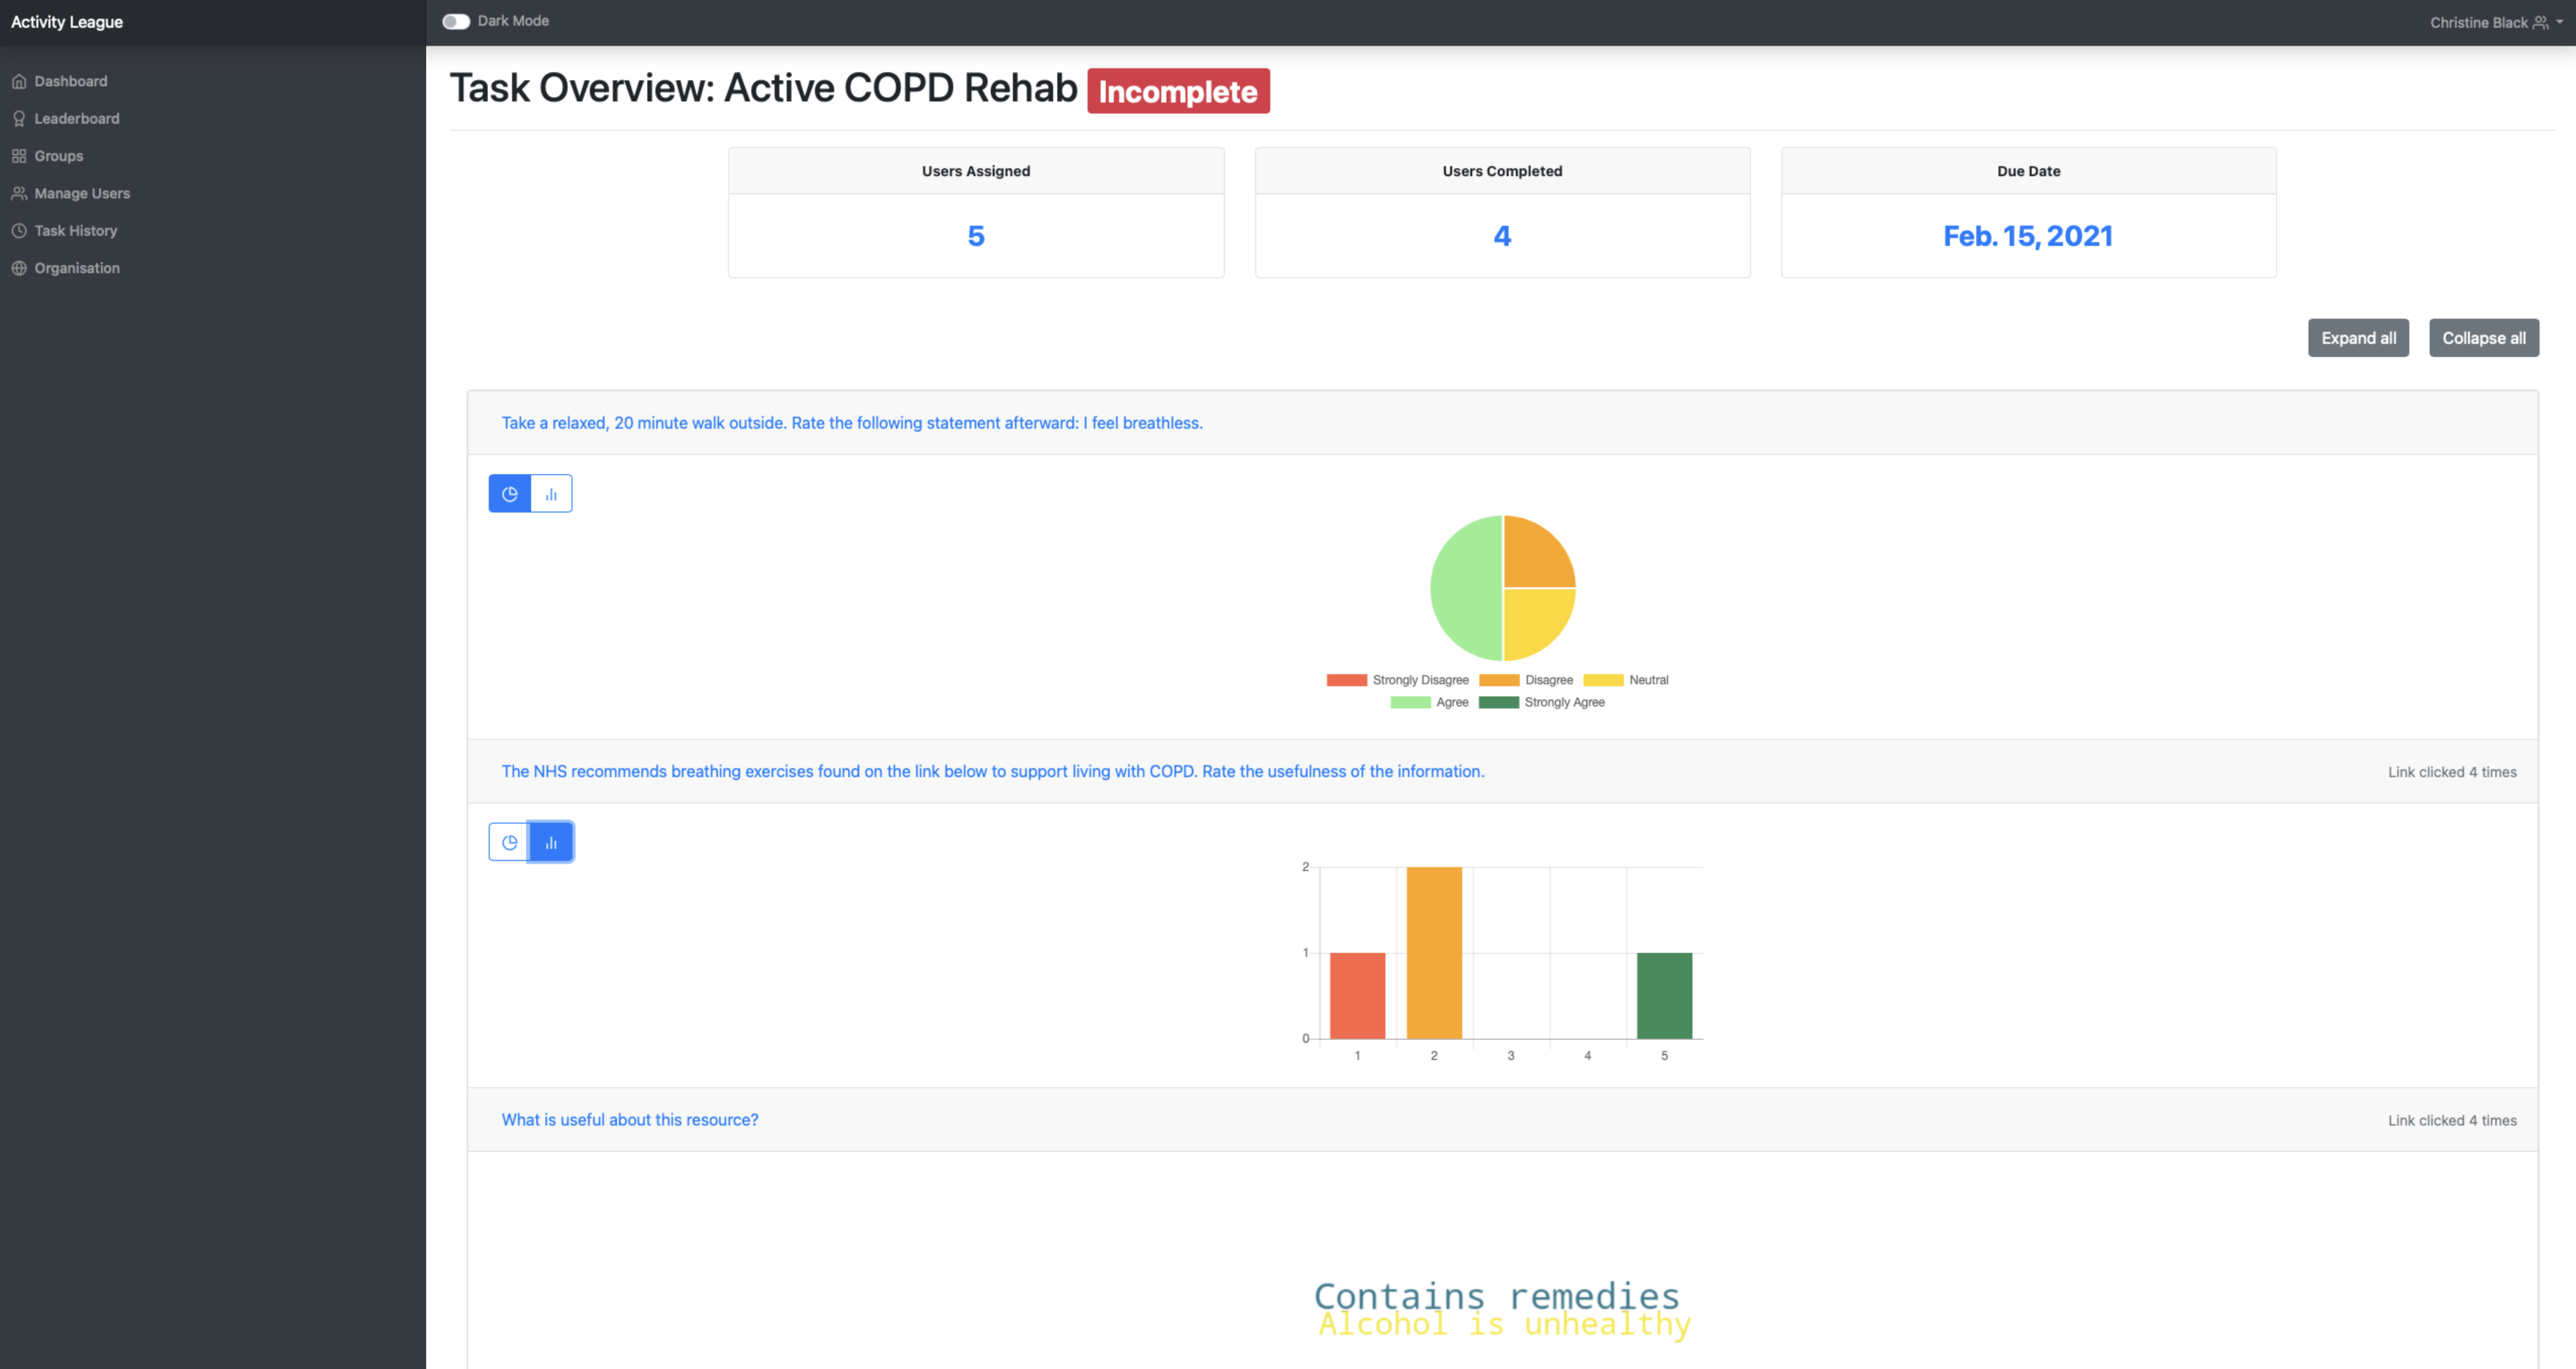 Activity League
Dark Mode
Christine Black
Dashboard
Leaderboard
Groups
Manage Users
Task History
Organisation
Task Overview: Active COPD Rehab Incomplete
Users Assigned
5
Users Completed
4
Due Date
Feb. 15, 2021
Expand all
Collapse all
Take a relaxed, 20 minute walk outside. Rate the following statement afterward: I feel breathless.
Strongly Disagree Disagree Neutral
Agree Strongly Agree
The NHS recommends breathing exercises found on the link below to support living with COPD. Rate the usefulness of the information.
Link clicked 4 times
2
1
0
1 2 3 4 5
What is useful about this resource?
Link clicked 4 times
Contains remedies
Alcohol is unhealthy